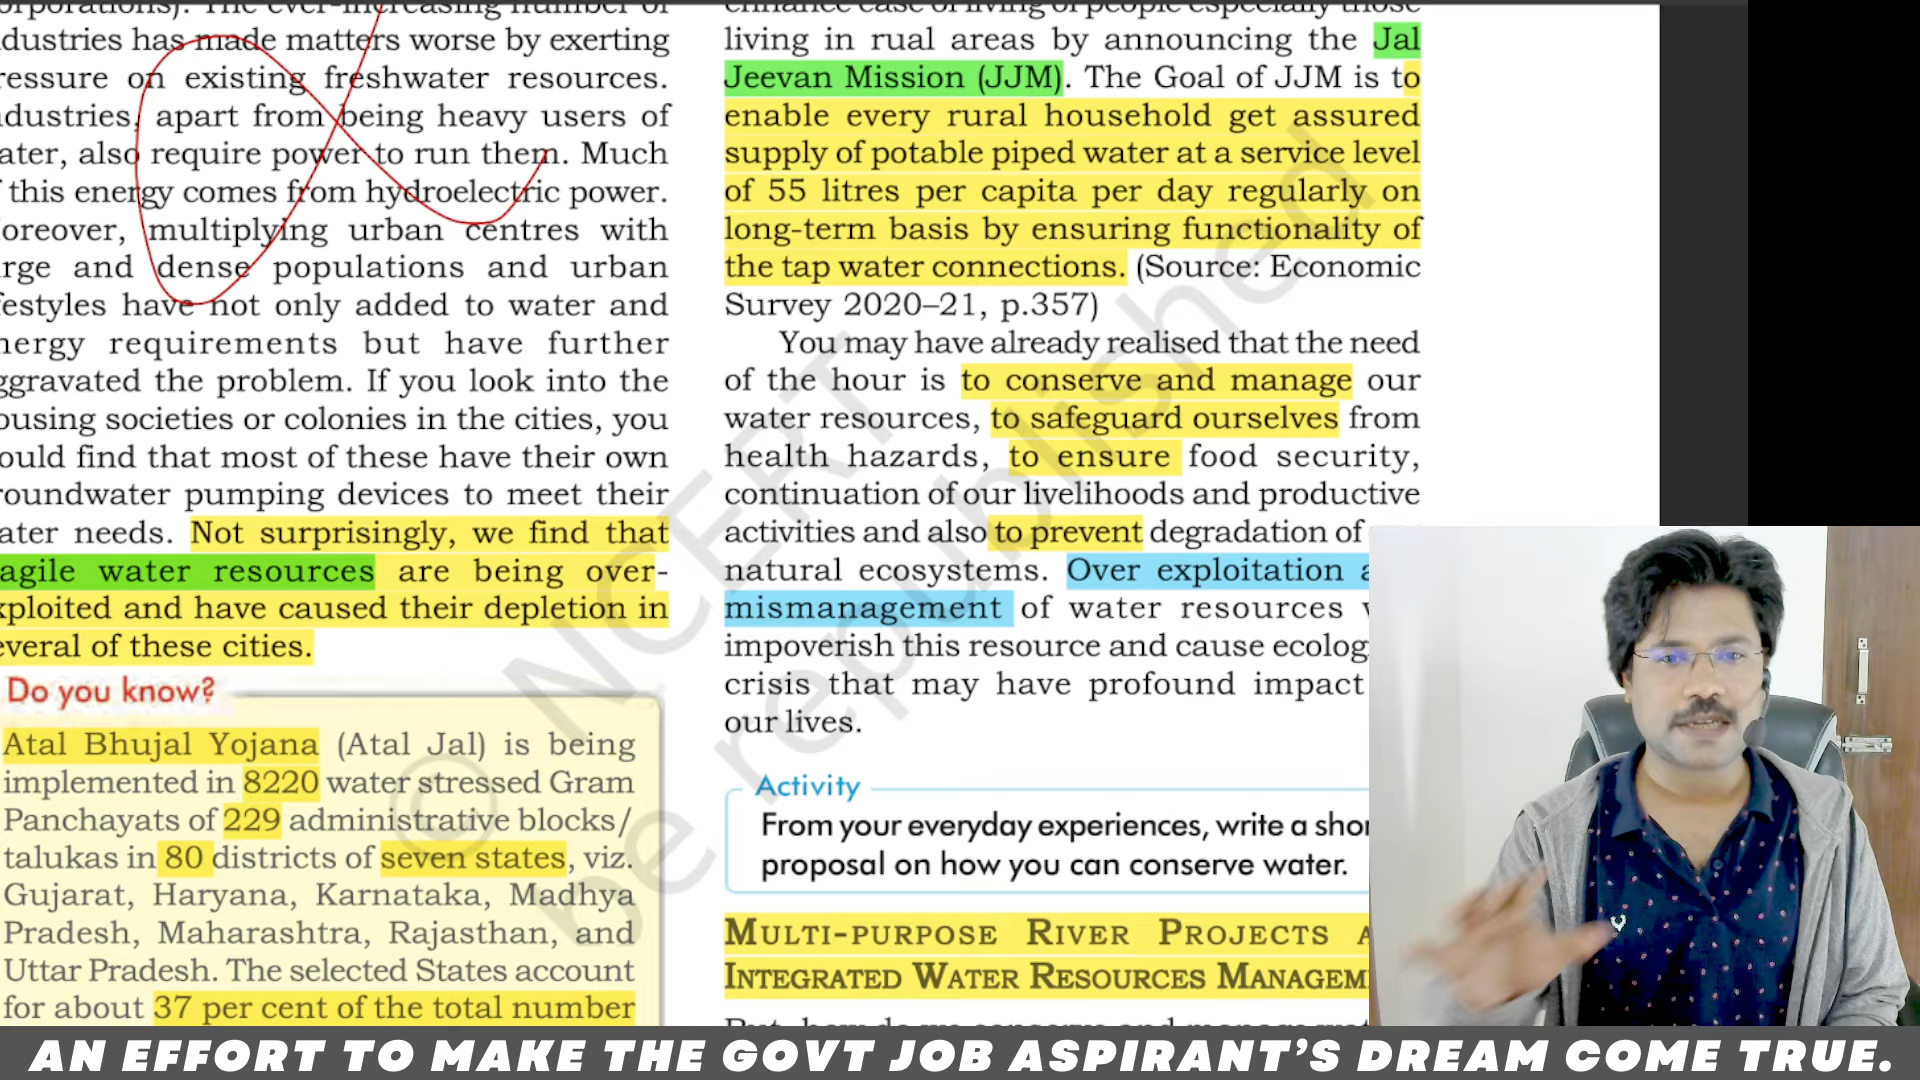 dustries has made matters worse by exerting
ressure on existing freshwater resources.
dustries, apart from being heavy users of
ater, also require power to run them. Much
f this energy comes from hydroelectric power.
oreover, multiplying urban centres with
rge and dense populations and urban
festyles have not only added to water and
nergy requirements but have further
ggravated the problem. If you look into the
ousing societies or colonies in the cities, you
ould find that most of these have their own
roundwater pumping devices to meet their
ater needs. Not surprisingly, we find that
agile water resources are being over-
xploited and have caused their depletion in
everal of these cities.
Do you know?
Atal Bhujal Yojana (Atal Jal) is being
implemented in 8220 water stressed Gram
Panchayats of 229 administrative blocks/
talukas in 80 districts of seven states, viz.
Gujarat, Haryana, Karnataka, Madhya
Pradesh, Maharashtra, Rajasthan, and
Uttar Pradesh. The selected States account
for about 37 per cent of the total number
enhance ease of living of people especially those
living in rual areas by announcing the Jal
Jeevan Mission (JJM). The Goal of JJM is to
enable every rural household get assured
supply of potable piped water at a service level
of 55 litres per capita per day regularly on
long-term basis by ensuring functionality of
the tap water connections. (Source: Economic
Survey 2020–21, p.357)
You may have already realised that the need
of the hour is to conserve and manage our
water resources, to safeguard ourselves from
health hazards, to ensure food security,
continuation of our livelihoods and productive
activities and also to prevent degradation of
natural ecosystems. Over exploitation a
mismanagement of water resources
impoverish this resource and cause ecolog
crisis that may have profound impact
our lives.
Activity
From your everyday experiences, write a shor
proposal on how you can conserve water.
MULTI-PURPOSE RIVER PROJECTS A
INTEGRATED WATER RESOURCES MANAGEM
© NCERT
be republished
AN EFFORT TO MAKE THE GOVT JOB ASPIRANT'S DREAM COME TRUE.